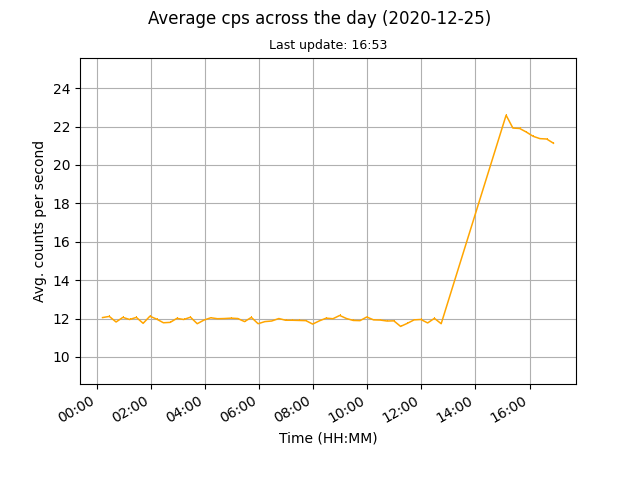 Average cps across the day (2020-12-25)
Last update: 16:53
24
22
20
18
16
14
12
10
Avg. counts per second
00:00 02:00 04:00 06:00 08:00 10:00 12:00 14:00 16:00
Time (HH:MM)